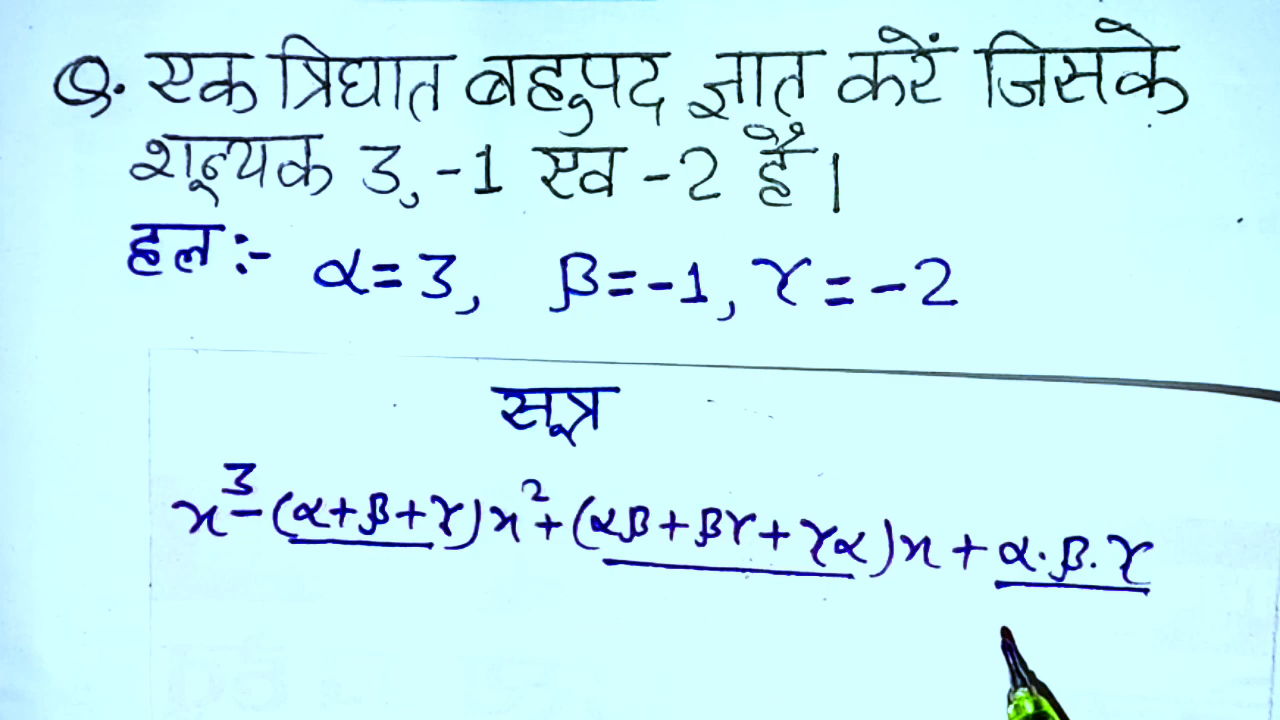 Q. एक त्रिघात बहुपद ज्ञात करें जिसके
शून्यक 3, -1 एव -2 है।
हल :- α = 3, β = -1, γ = -2
सूत्र
x³ - (α+β+γ)x² + (αβ+βγ+γα)x + α.β.γ